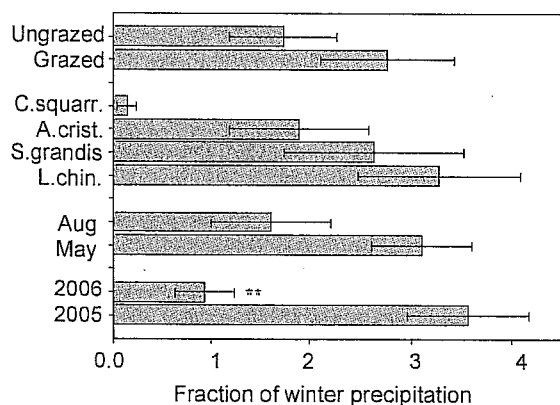 Ungrazed
Grazed
C.squarr.
A.crist.
S.grandis
L.chin.
Aug
May
2006 **
2005
0.0 1 2 3 4
Fraction of winter precipitation